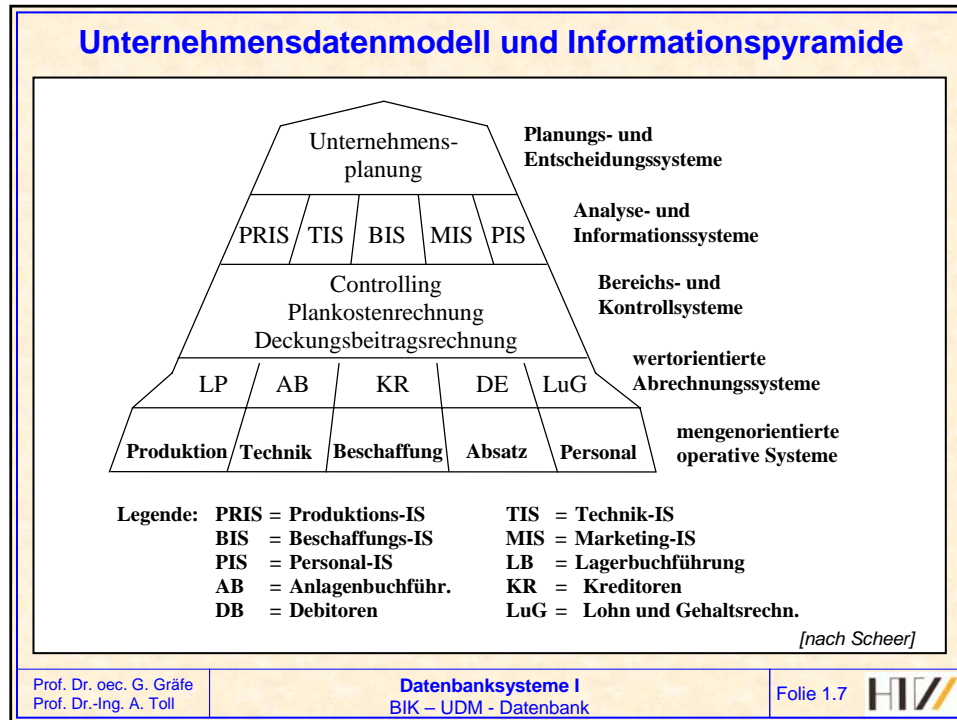 Unternehmensdatenmodell und Informationspyramide
Unternehmens-
planung
Planungs- und
Entscheidungssysteme
PRIS TIS BIS MIS PIS
Analyse- und
Informationssysteme
Controlling
Plankostenrechnung
Deckungsbeitragsrechnung
Bereichs- und
Kontrollsysteme
LP AB KR DE LuG
wertorientierte
Abrechnungssysteme
Produktion Technik Beschaffung Absatz Personal
mengenorientierte
operative Systeme
Legende: PRIS = Produktions-IS TIS = Technik-IS
BIS = Beschaffungs-IS MIS = Marketing-IS
PIS = Personal-IS LB = Lagerbuchführung
AB = Anlagenbuchführ. KR = Kreditoren
DB = Debitoren LuG = Lohn und Gehaltsrechn.
[nach Scheer]
Prof. Dr. oec. G. Gräfe
Prof. Dr.-Ing. A. Toll
Datenbanksysteme I
BIK – UDM - Datenbank
Folie 1.7
HTW